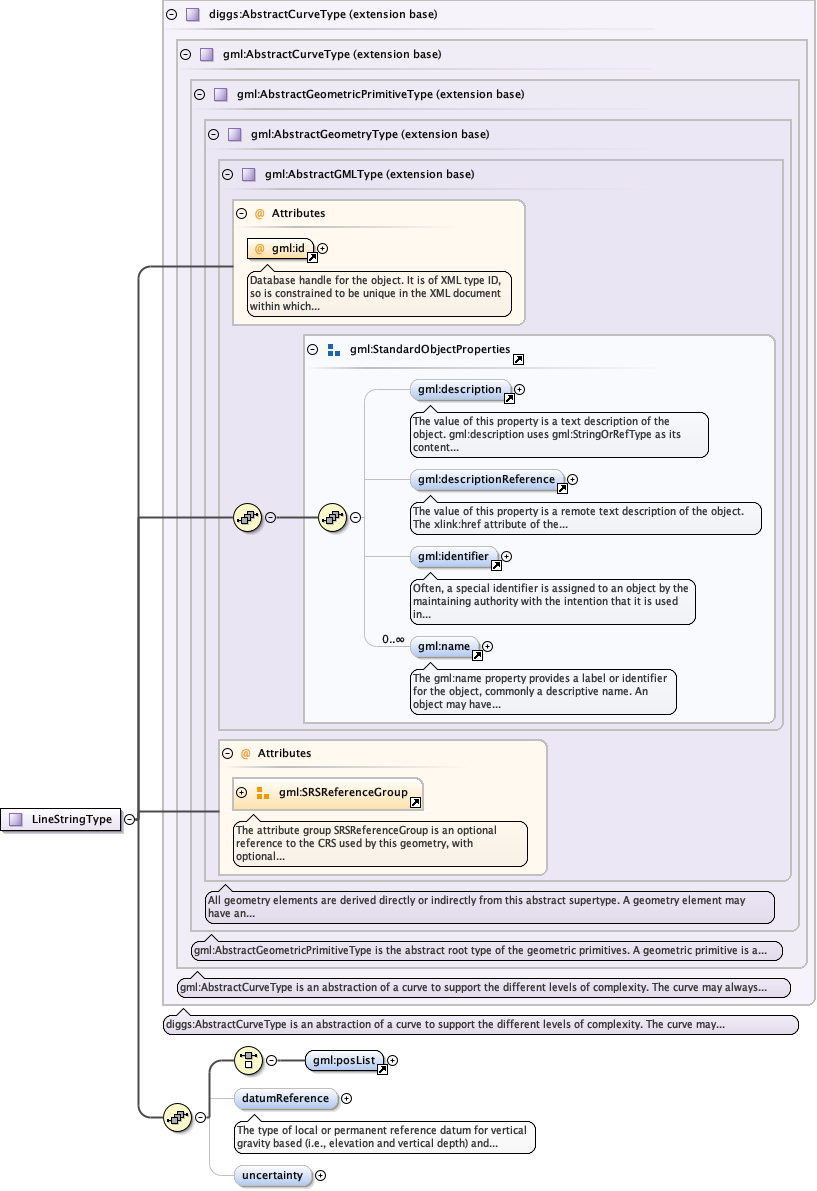 diggs:AbstractCurveType (extension base)
gml:AbstractCurveType (extension base)
gml:AbstractGeometricPrimitiveType (extension base)
gml:AbstractGeometryType (extension base)
gml:AbstractGMLType (extension base)
@ Attributes
@ gml:id
Database handle for the object. It is of XML type ID,
so is constrained to be unique in the XML document
within which...
gml:StandardObjectProperties
gml:description
The value of this property is a text description of the
object. gml:description uses gml:StringOrRefType as its
content...
gml:descriptionReference
The value of this property is a remote text description of the object.
The xlink:href attribute of the...
gml:identifier
Often, a special identifier is assigned to an object by the
maintaining authority with the intention that it is used
in...
0..∞
gml:name
The gml:name property provides a label or identifier
for the object, commonly a descriptive name. An
object may have...
@ Attributes
gml:SRSReferenceGroup
The attribute group SRSReferenceGroup is an optional
reference to the CRS used by this geometry, with
optional...
LineStringType
All geometry elements are derived directly or indirectly from this abstract supertype. A geometry element may
have an...
gml:AbstractGeometricPrimitiveType is the abstract root type of the geometric primitives. A geometric primitive is a...
gml:AbstractCurveType is an abstraction of a curve to support the different levels of complexity. The curve may always...
diggs:AbstractCurveType is an abstraction of a curve to support the different levels of complexity. The curve may...
gml:posList
datumReference
The type of local or permanent reference datum for vertical
gravity based (i.e., elevation and vertical depth) and...
uncertainty